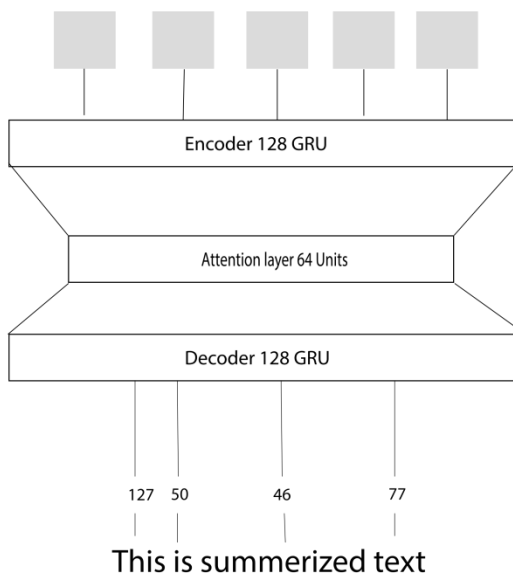 Encoder 128 GRU
Attention layer 64 Units
Decoder 128 GRU
127 50 46 77
This is summerized text